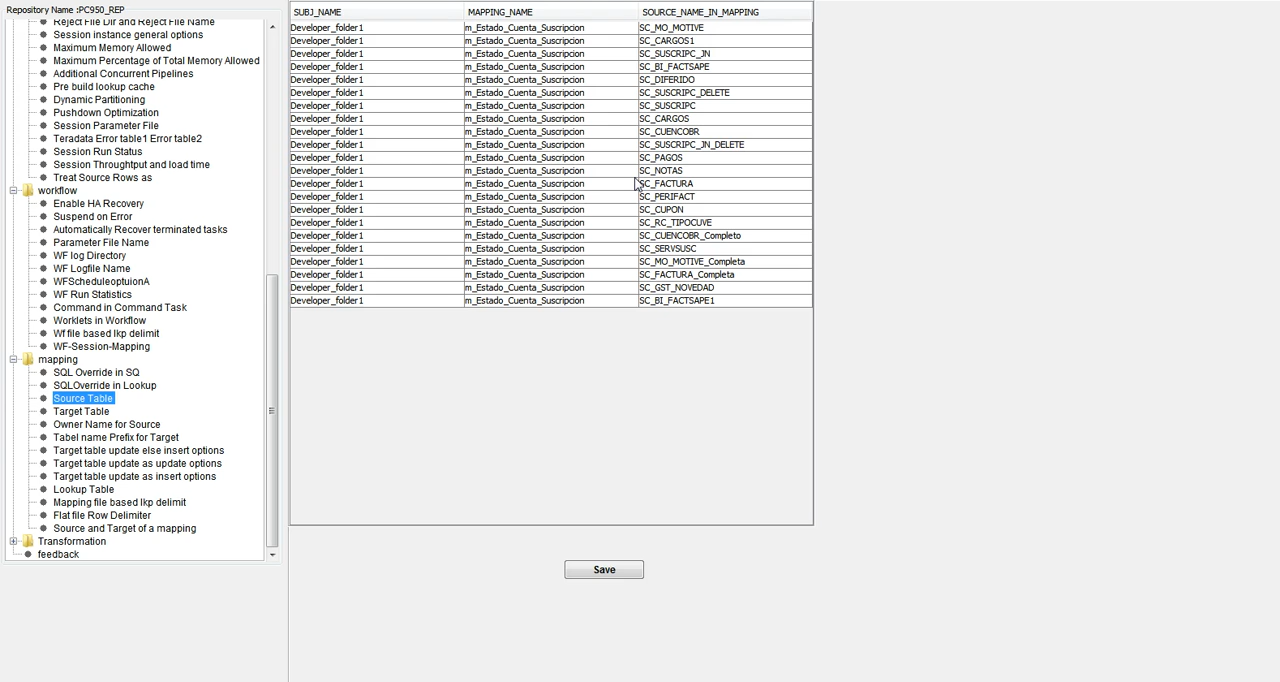 Repository Name :PC950_REP
Reject File Dir and Reject File Name
Session instance general options
Maximum Memory Allowed
Maximum Percentage of Total Memory Allowed
Additional Concurrent Pipelines
Pre build lookup cache
Dynamic Partitioning
Pushdown Optimization
Session Parameter File
Teradata Error table1 Error table2
Session Run Status
Session Throughtput and load time
Treat Source Rows as
workflow
Enable HA Recovery
Suspend on Error
Automatically Recover terminated tasks
Parameter File Name
WF log Directory
WF Logfile Name
WFScheduleoptuionA
WF Run Statistics
Command in Command Task
Worklets in Workflow
Wf file based lkp delimit
WF-Session-Mapping
mapping
SQL Override in SQ
SQLOverride in Lookup
Source Table
Target Table
Owner Name for Source
Tabel name Prefix for Target
Target table update else insert options
Target table update as update options
Target table update as insert options
Lookup Table
Mapping file based lkp delimit
Flat file Row Delimiter
Source and Target of a mapping
Transformation
feedback
SUBJ_NAME MAPPING_NAME SOURCE_NAME_IN_MAPPING
Developer_folder1 m_Estado_Cuenta_Suscripcion SC_MO_MOTIVE
Developer_folder1 m_Estado_Cuenta_Suscripcion SC_CARGOS1
Developer_folder1 m_Estado_Cuenta_Suscripcion SC_SUSCRIPC_JN
Developer_folder1 m_Estado_Cuenta_Suscripcion SC_BI_FACTSAPE
Developer_folder1 m_Estado_Cuenta_Suscripcion SC_DIFERIDO
Developer_folder1 m_Estado_Cuenta_Suscripcion SC_SUSCRIPC_DELETE
Developer_folder1 m_Estado_Cuenta_Suscripcion SC_SUSCRIPC
Developer_folder1 m_Estado_Cuenta_Suscripcion SC_CARGOS
Developer_folder1 m_Estado_Cuenta_Suscripcion SC_CUENCOBR
Developer_folder1 m_Estado_Cuenta_Suscripcion SC_SUSCRIPC_JN_DELETE
Developer_folder1 m_Estado_Cuenta_Suscripcion SC_PAGOS
Developer_folder1 m_Estado_Cuenta_Suscripcion SC_NOTAS
Developer_folder1 m_Estado_Cuenta_Suscripcion SC_FACTURA
Developer_folder1 m_Estado_Cuenta_Suscripcion SC_PERIFACT
Developer_folder1 m_Estado_Cuenta_Suscripcion SC_CUPON
Developer_folder1 m_Estado_Cuenta_Suscripcion SC_RC_TIPOCUVE
Developer_folder1 m_Estado_Cuenta_Suscripcion SC_CUENCOBR_Completo
Developer_folder1 m_Estado_Cuenta_Suscripcion SC_SERVSUSC
Developer_folder1 m_Estado_Cuenta_Suscripcion SC_MO_MOTIVE_Completa
Developer_folder1 m_Estado_Cuenta_Suscripcion SC_FACTURA_Completa
Developer_folder1 m_Estado_Cuenta_Suscripcion SC_GST_NOVEDAD
Developer_folder1 m_Estado_Cuenta_Suscripcion SC_BI_FACTSAPE1
Save